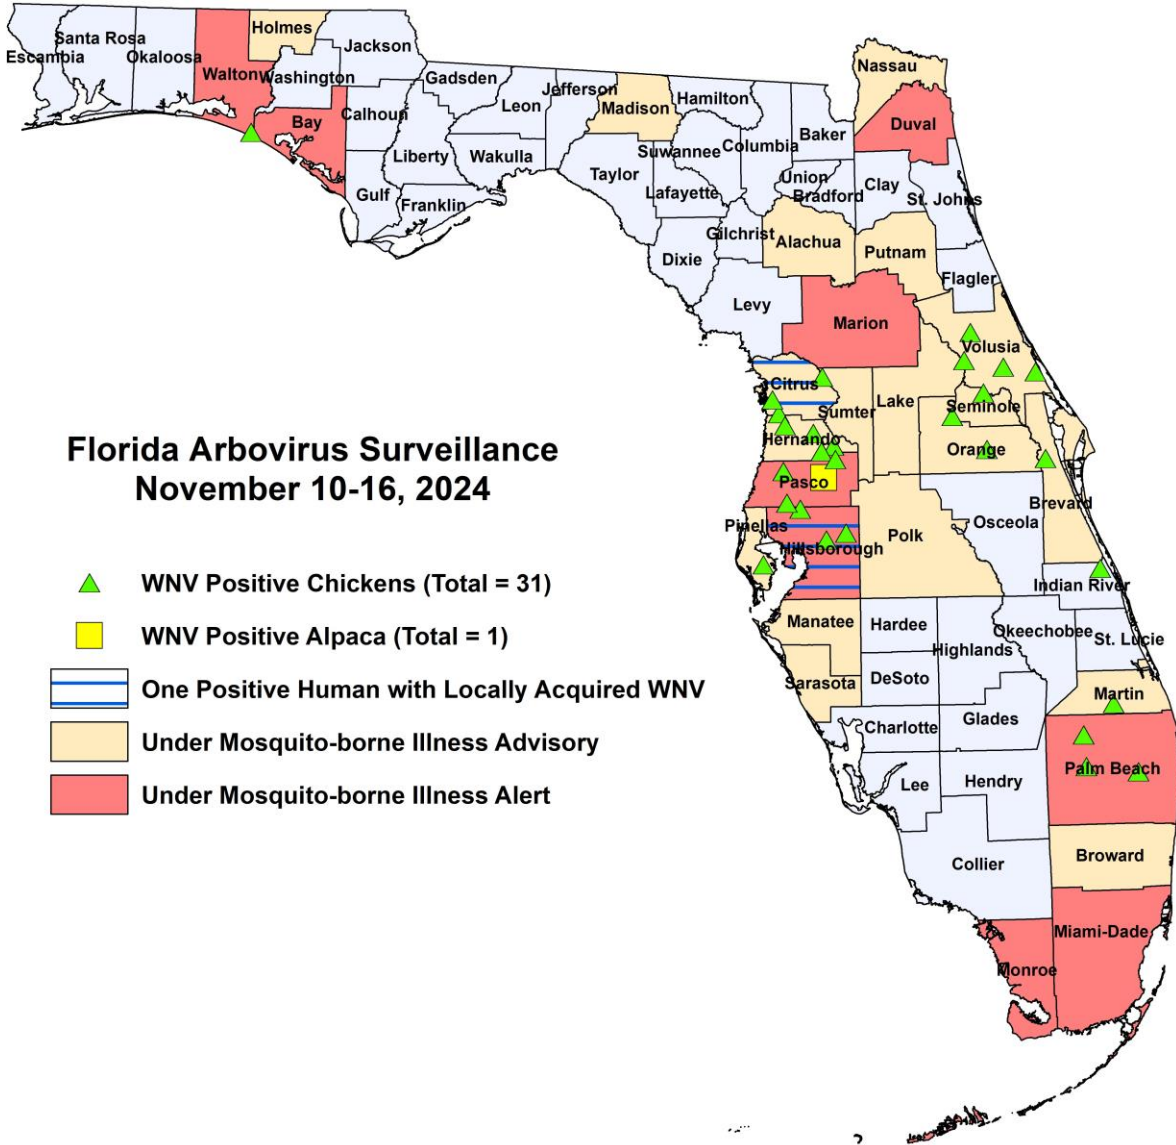 Santa Rosa
Escambia
Okaloosa
Walton
Holmes
Washington
Jackson
Bay
Calhoun
Gadsden
Liberty
Gulf
Franklin
Leon
Wakulla
Jefferson
Madison
Taylor
Hamilton
Suwannee
Lafayette
Columbia
Dixie
Gilchrist
Baker
Union
Bradford
Nassau
Duval
Clay
St. Johns
Alachua
Putnam
Flagler
Levy
Marion
Volusia
Citrus
Sumter
Lake
Seminole
Hernando
Orange
Pasco
Brevard
Pinellas
Hillsborough
Polk
Osceola
Indian River
Manatee
Hardee
Highlands
Okeechobee
St. Lucie
Sarasota
DeSoto
Martin
Charlotte
Glades
Lee
Hendry
Palm Beach
Collier
Broward
Miami-Dade
Monroe
Florida Arbovirus Surveillance
November 10-16, 2024
WNV Positive Chickens (Total = 31)
WNV Positive Alpaca (Total = 1)
One Positive Human with Locally Acquired WNV
Under Mosquito-borne Illness Advisory
Under Mosquito-borne Illness Alert